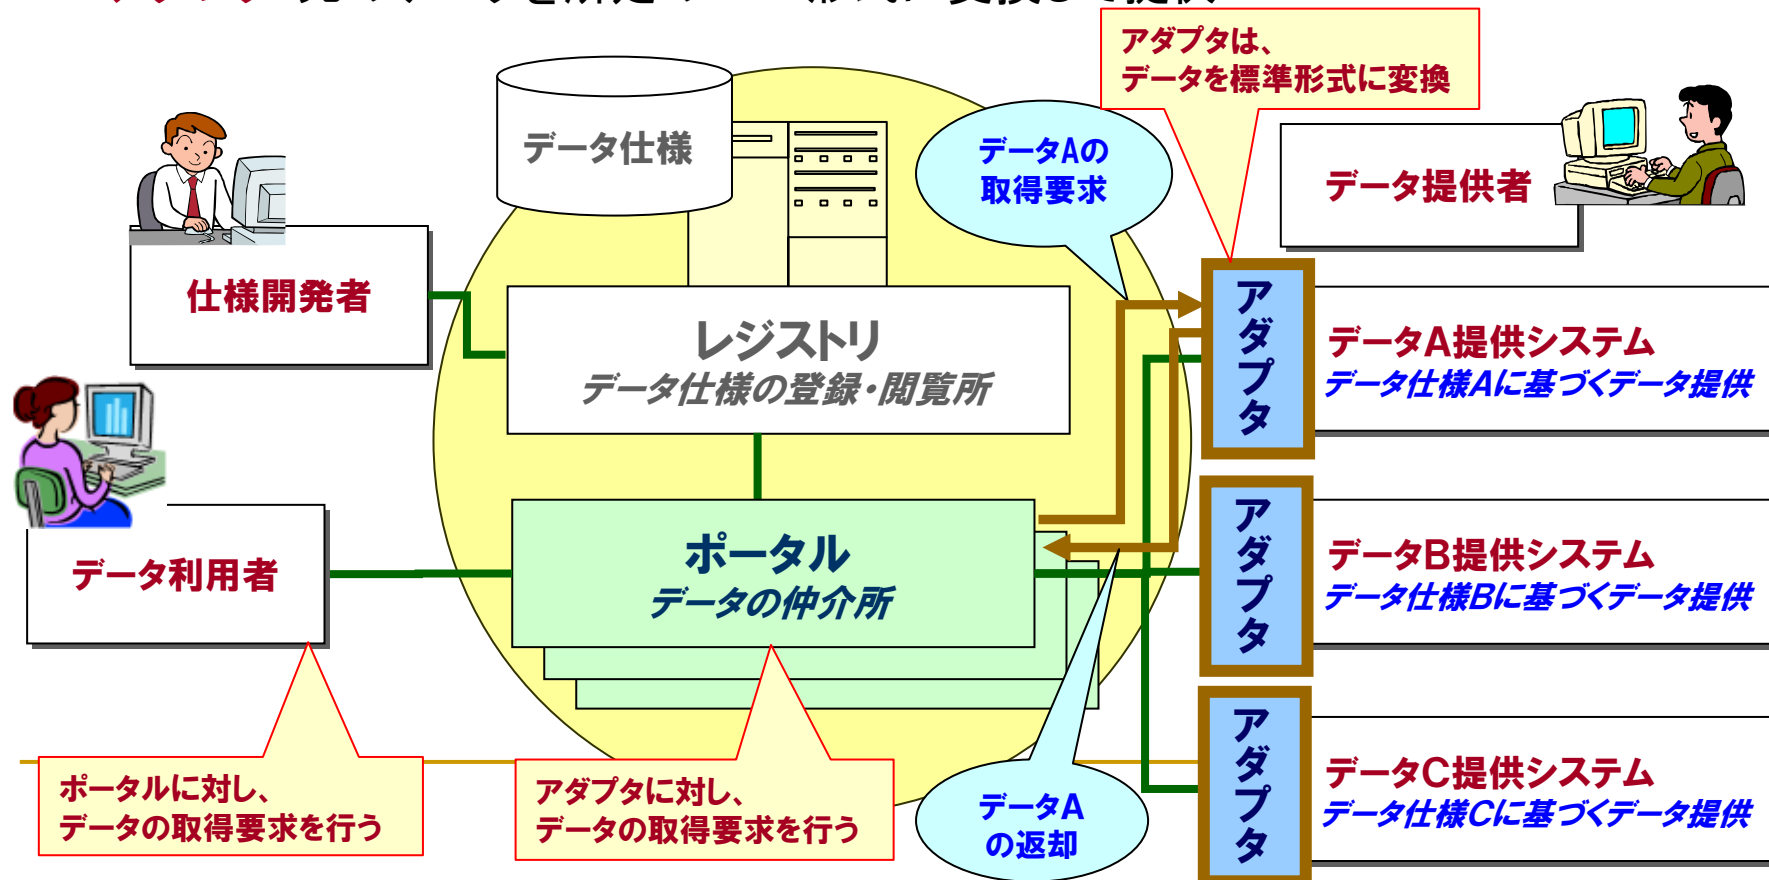 アダプタは、
データを標準形式に変換
データ仕様
データAの
取得要求
データ提供者
仕様開発者
レジストリ
データ仕様の登録・閲覧所
アダプタ
データA提供システム
データ仕様Aに基づくデータ提供
データ利用者
ポータル
データの仲介所
アダプタ
データB提供システム
データ仕様Bに基づくデータ提供
ポータルに対し、
データの取得要求を行う
アダプタに対し、
データの取得要求を行う
データA
の返却
アダプタ
データC提供システム
データ仕様Cに基づくデータ提供